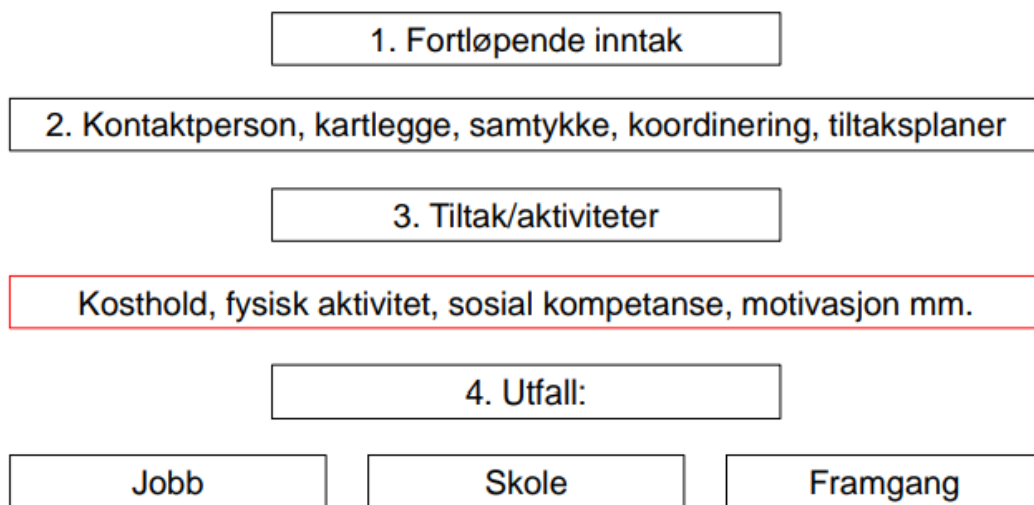 1. Fortløpende inntak
2. Kontaktperson, kartlegge, samtykke, koordinering, tiltaksplaner
3. Tiltak/aktiviteter
Kosthold, fysisk aktivitet, sosial kompetanse, motivasjon mm.
4. Utfall:
Jobb
Skole
Framgang